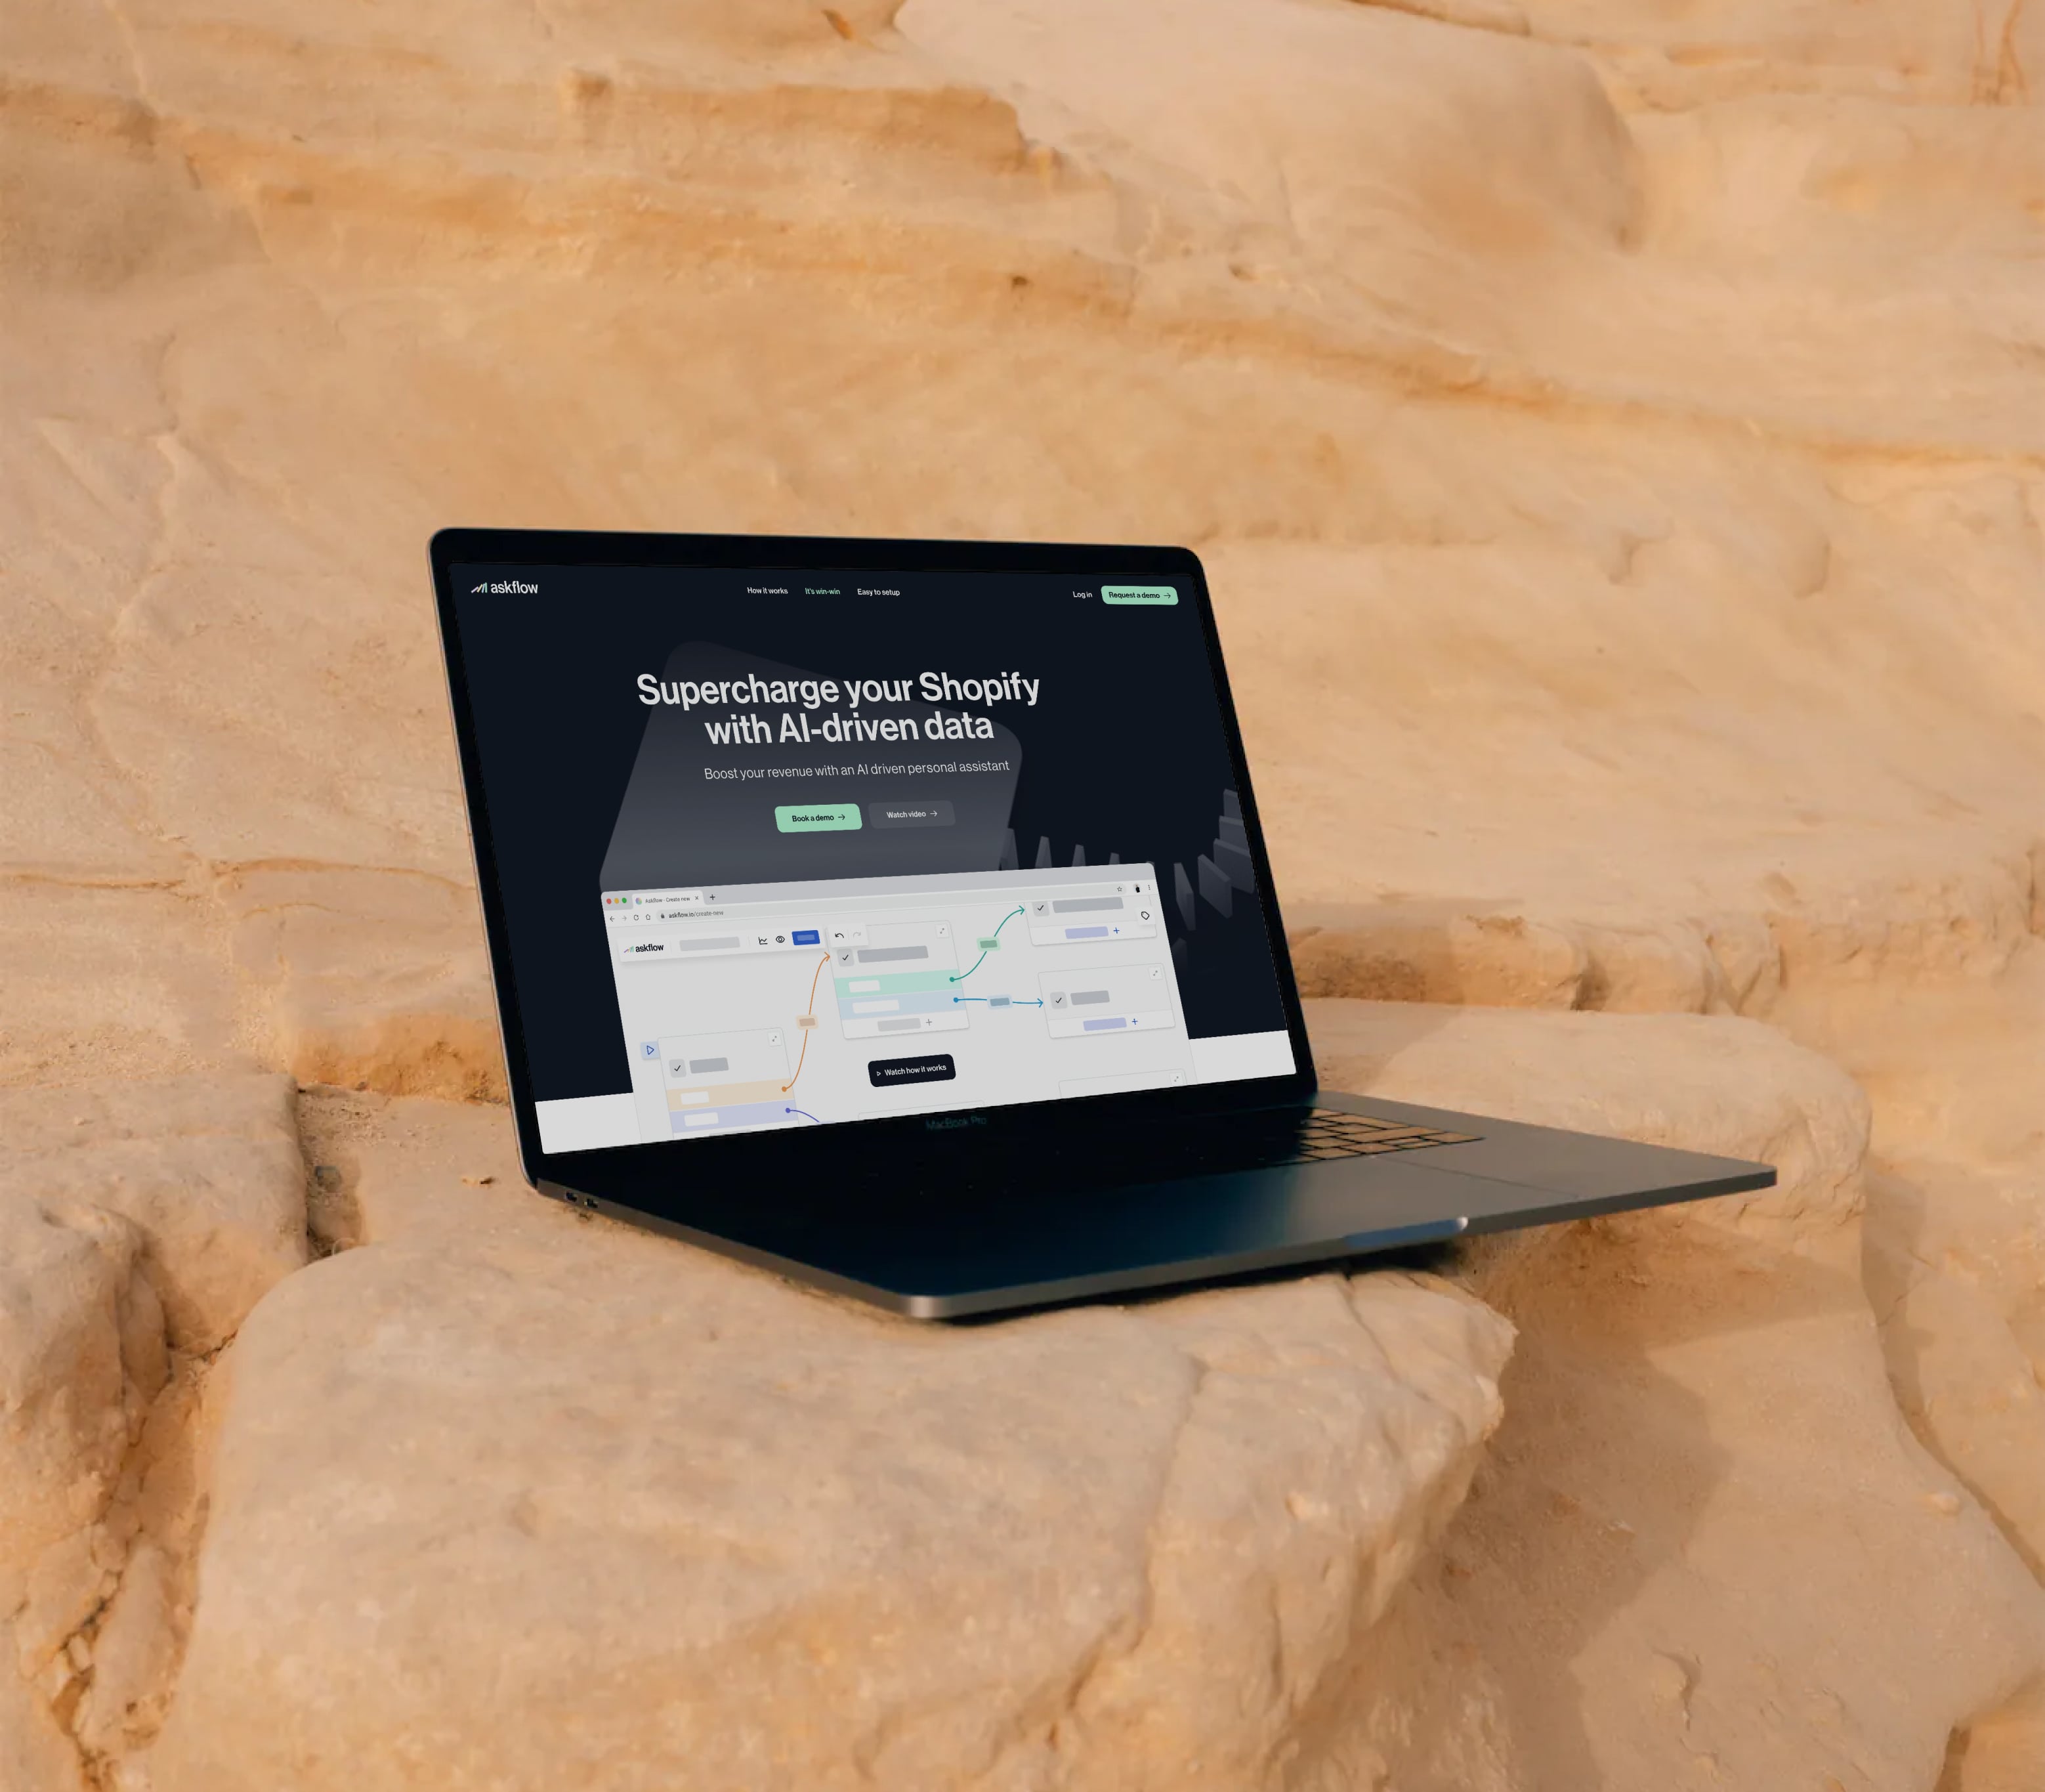 askflow
How it works
It's win-win
Easy to setup
Log in
Request a demo
Supercharge your Shopify
with AI-driven data
Boost your revenue with an AI driven personal assistant
Book a demo
Watch video
Askflow - Create new
askflow.io/create-new
askflow
Watch how it works
MacBook Pro